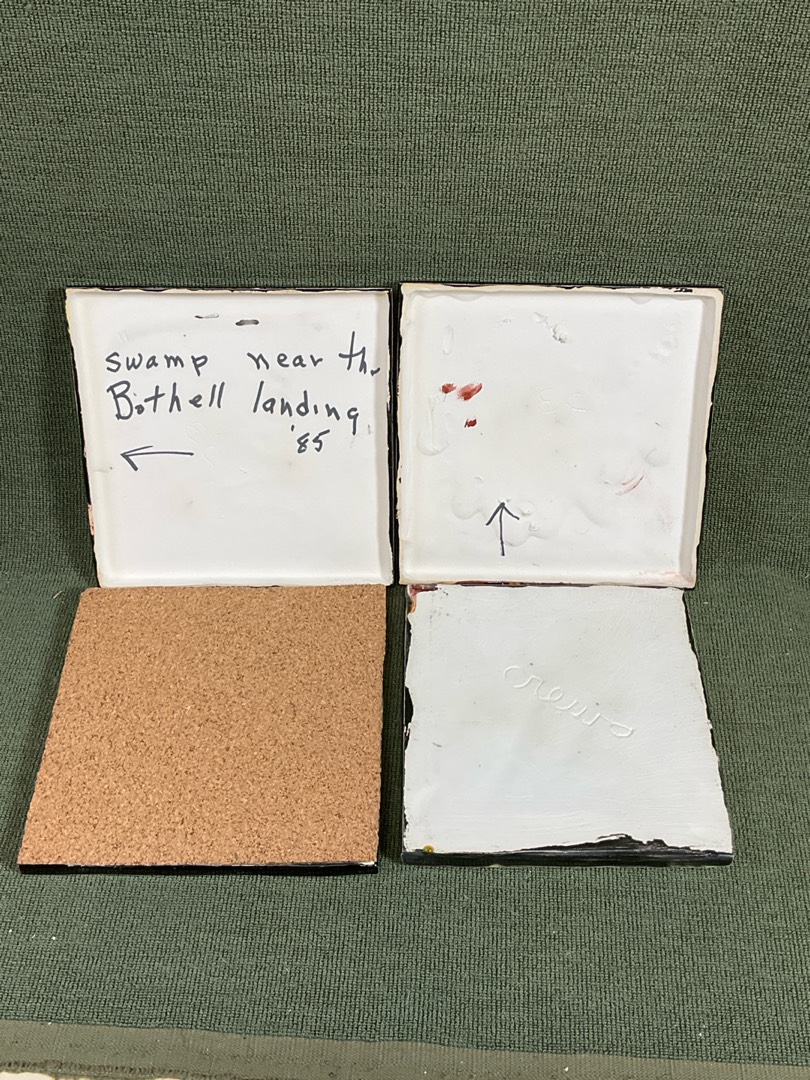 swamp near the
Bothell landing
'85